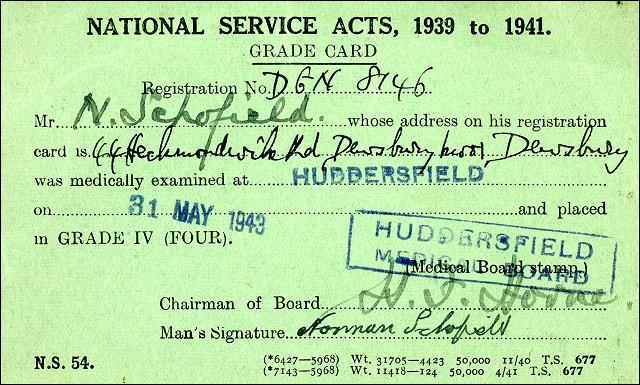 NATIONAL SERVICE ACTS, 1939 to 1941.
GRADE CARD
Registration No. DGN 8146
Mr. N. Schofield. whose address on his registration
card is 44 Heckmondwike Rd Dewsbury Moor, Dewsbury
was medically examined at HUDDERSFIELD
on 31 MAY 1943 and placed
in GRADE IV (FOUR).
HUDDERSFIELD
MEDICAL BOARD
(Medical Board stamp.)
Chairman of Board
Man's Signature Norman Schofield
N.S. 54.
(*6427—5968) Wt. 31705—4423 50,000 11/40 T.S. 677
(*7143—5968) Wt. 11418—124 50,000 4/41 T.S. 677